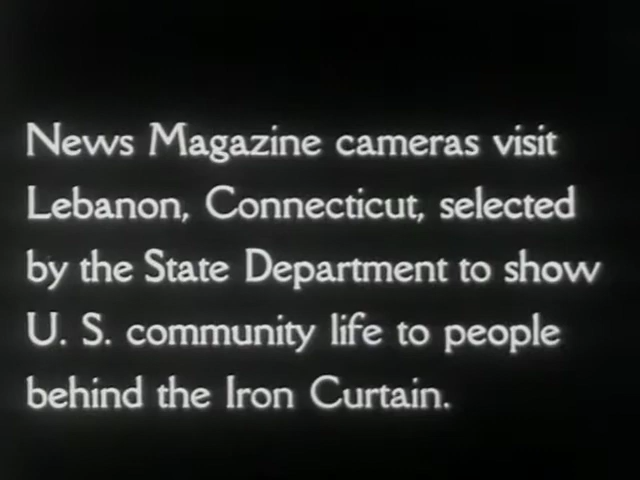 News Magazine cameras visit
Lebanon, Connecticut, selected
by the State Department to show
U. S. community life to people
behind the Iron Curtain.